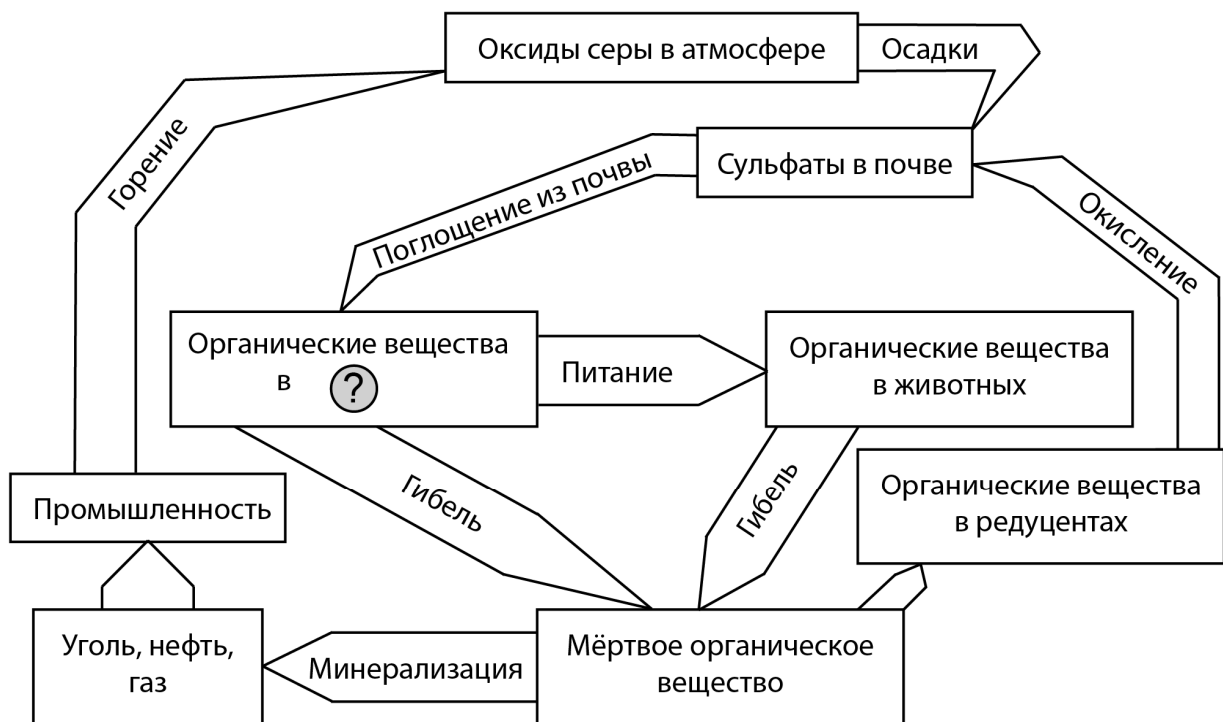 Оксиды серы в атмосфере
Осадки
Горение
Сульфаты в почве
Поглощение из почвы
Окисление
Органические вещества
в ?
Питание
Органические вещества
в животных
Гибель
Гибель
Промышленность
Органические вещества
в редуцентах
Уголь, нефть,
газ
Минерализация
Мёртвое органическое
вещество